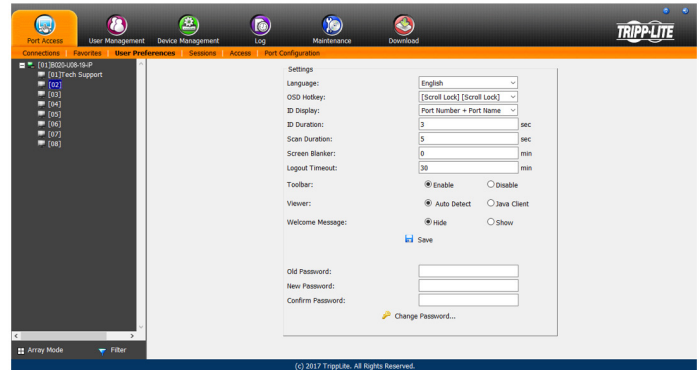 Port Access
User Management
Device Management
Log
Maintenance
Download
TRIPP·LITE
Connections
Favorites
User Preferences
Sessions
Access
Port Configuration
[01]B020-U08-19-IP
[01]Tech Support
[02]
[03]
[04]
[05]
[06]
[07]
[08]
Array Mode
Filter
Settings
Language: English
OSD Hotkey: [Scroll Lock] [Scroll Lock]
ID Display: Port Number + Port Name
ID Duration: 3 sec
Scan Duration: 5 sec
Screen Blanker: 0 min
Logout Timeout: 30 min
Toolbar: Enable Disable
Viewer: Auto Detect Java Client
Welcome Message: Hide Show
Save
Old Password:
New Password:
Confirm Password:
Change Password...
(c) 2017 TrippLite. All Rights Reserved.